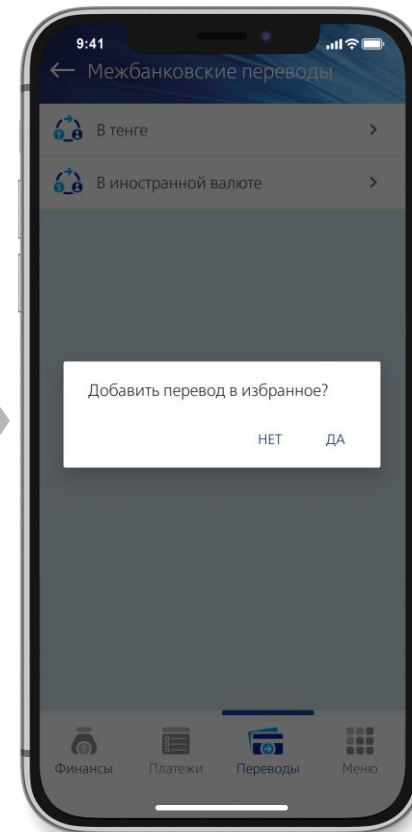 9:41
Межбанковские переводы
В тенге
В иностранной валюте
Добавить перевод в избранное?
НЕТ ДА
Финансы Платежи Переводы Меню